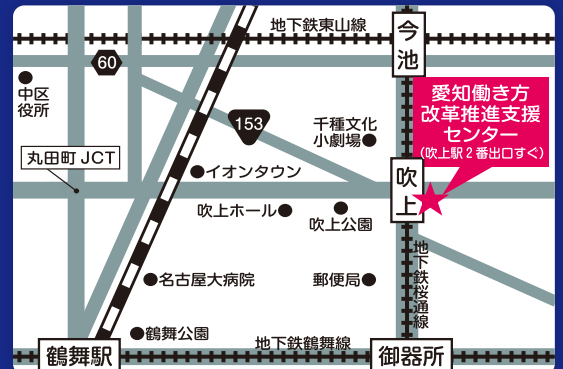 地下鉄東山線
今池
60
中区
役所
愛知働き方
改革推進支援
センター
(吹上駅2番出口すぐ)
153
千種文化
小劇場
丸田町JCT
イオンタウン
吹上
吹上ホール
吹上公園
地下鉄桜通線
名古屋大病院
郵便局
鶴舞公園
地下鉄鶴舞線
鶴舞駅
御器所